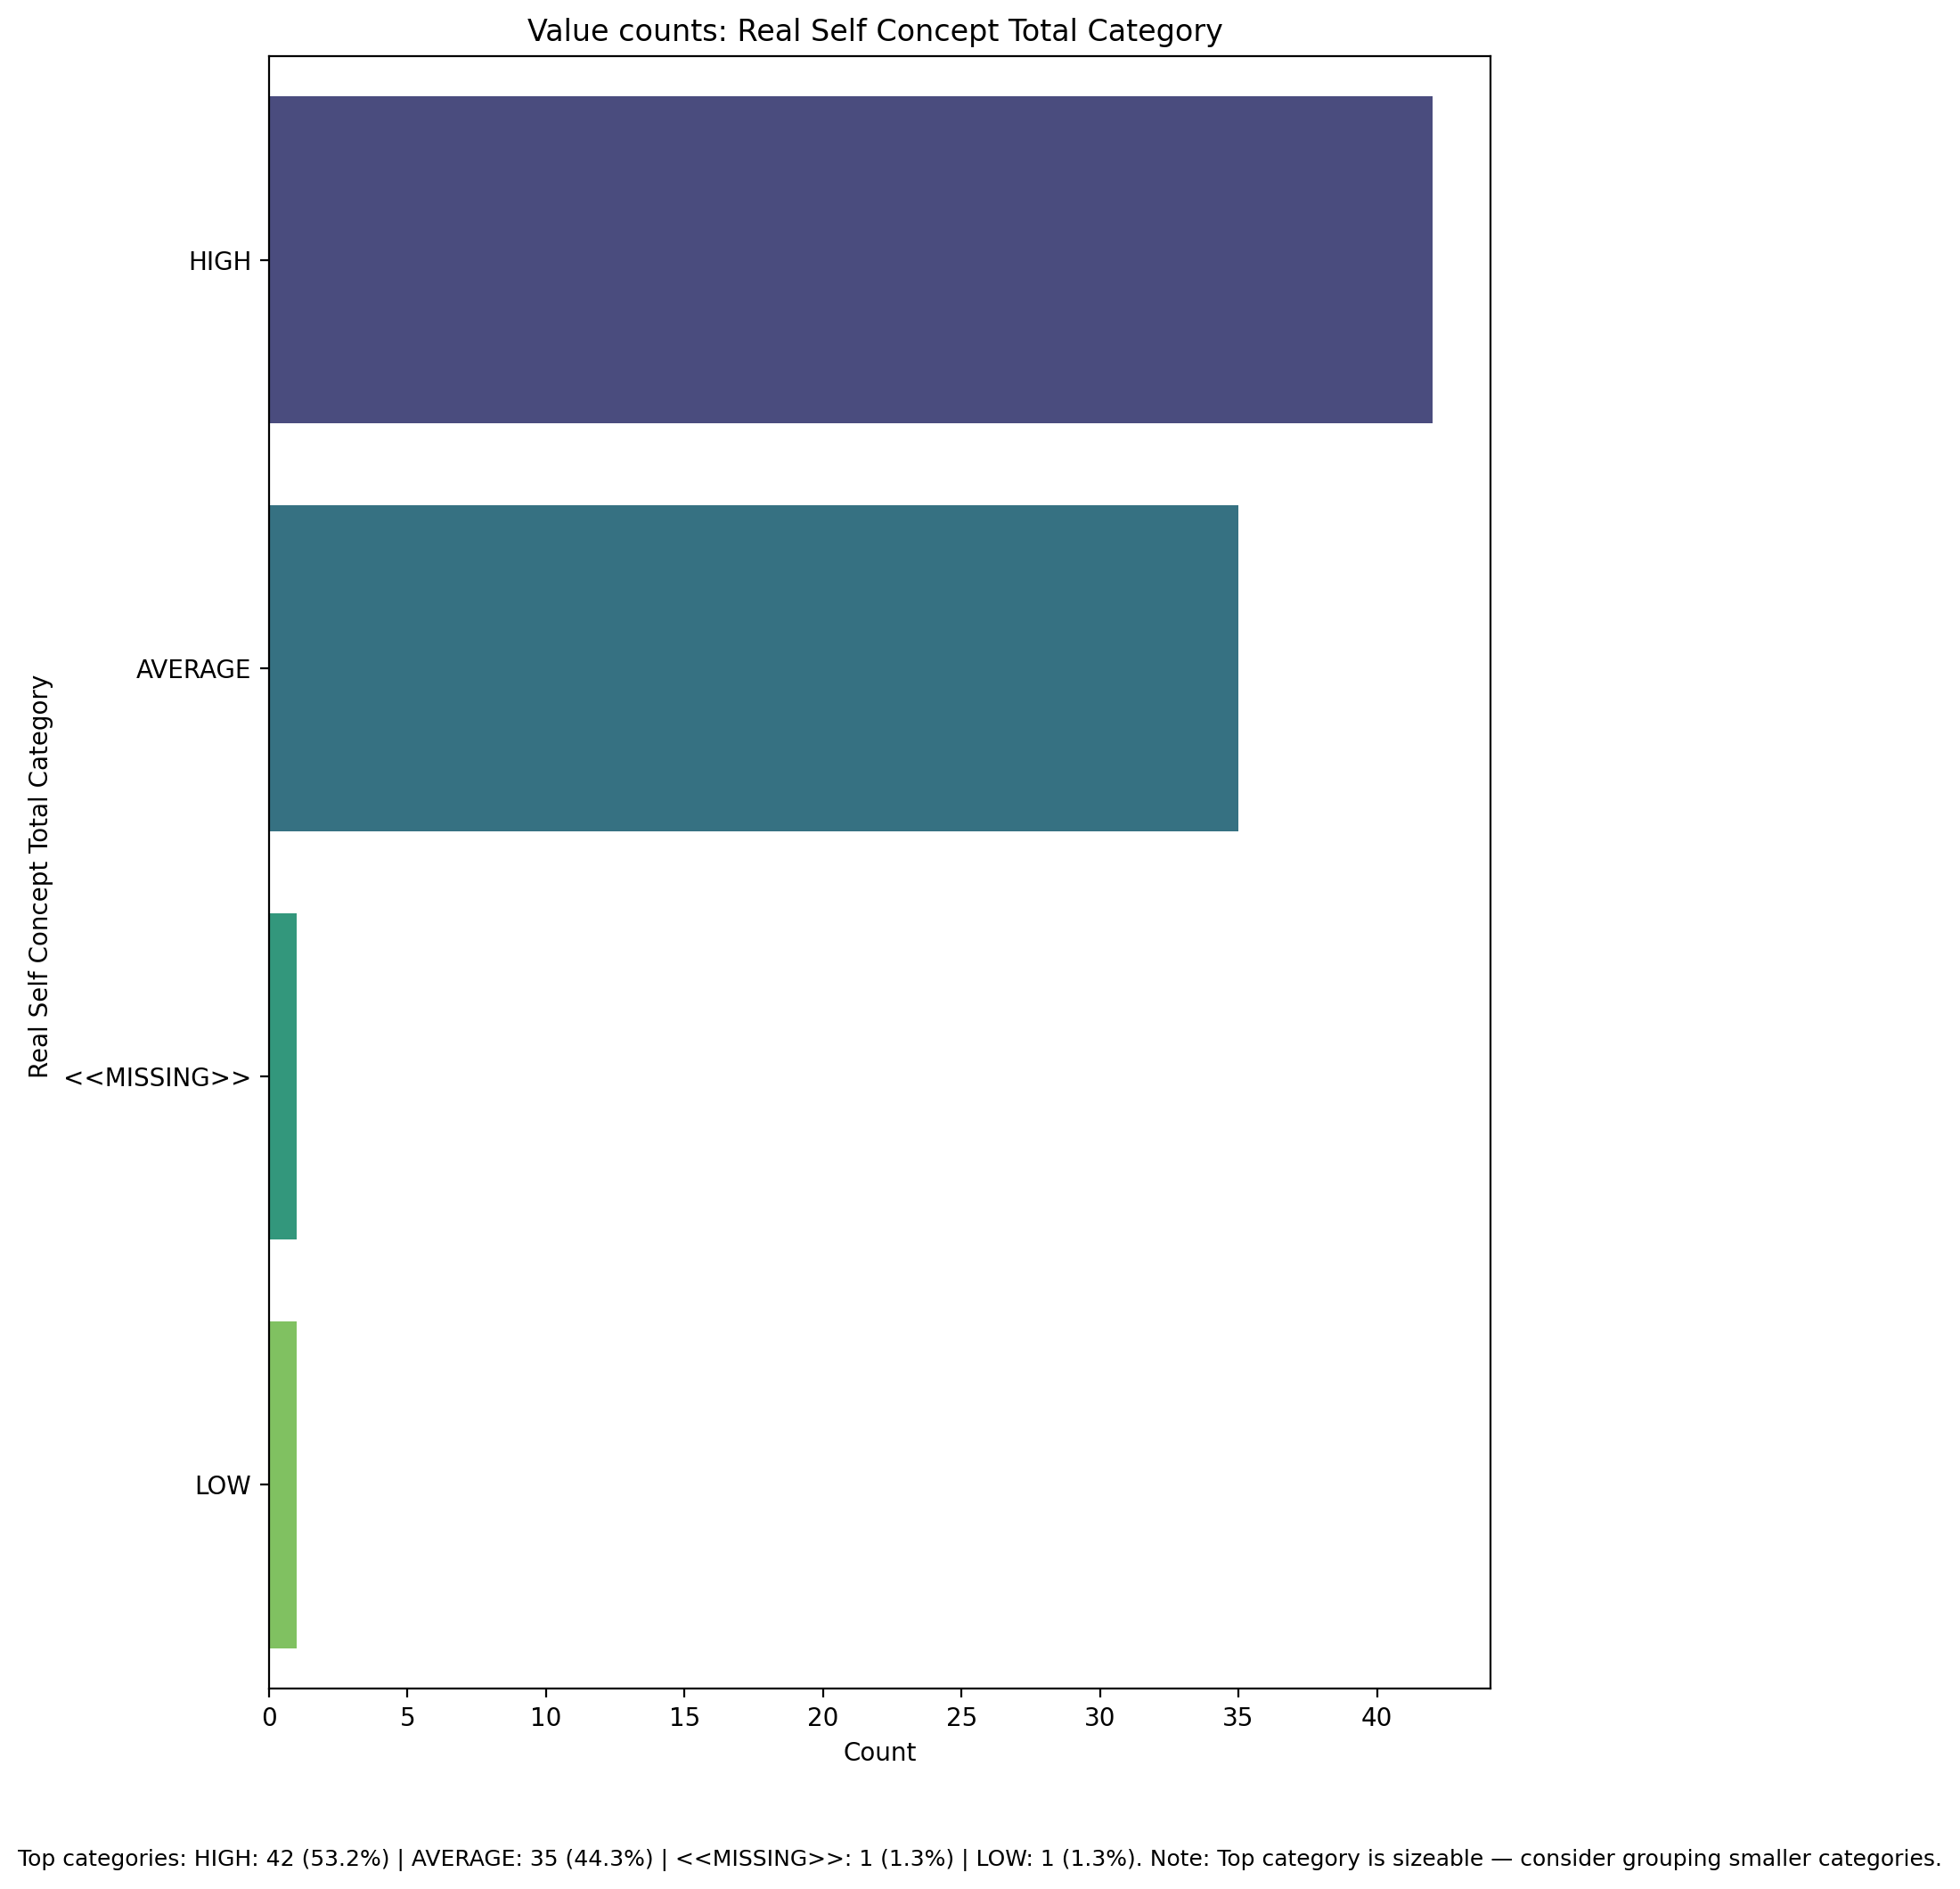 Value counts: Real Self Concept Total Category
Real Self Concept Total Category
HIGH
AVERAGE
<<MISSING>>
LOW
0 5 10 15 20 25 30 35 40
Count
Top categories: HIGH: 42 (53.2%) | AVERAGE: 35 (44.3%) | <<MISSING>>: 1 (1.3%) | LOW: 1 (1.3%). Note: Top category is sizeable — consider grouping smaller categories.